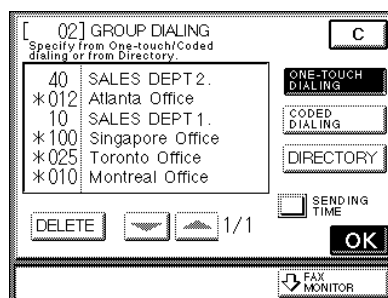 [ 02] GROUP DIALING
Specify from One-touch/Coded
dialing or from Directory.
C
40 SALES DEPT 2.
*012 Atlanta Office
10 SALES DEPT 1.
*100 Singapore Office
*025 Toronto Office
*010 Montreal Office
ONE-TOUCH
DIALING
CODED
DIALING
DIRECTORY
SENDING
TIME
DELETE
1/1
OK
FAX
MONITOR